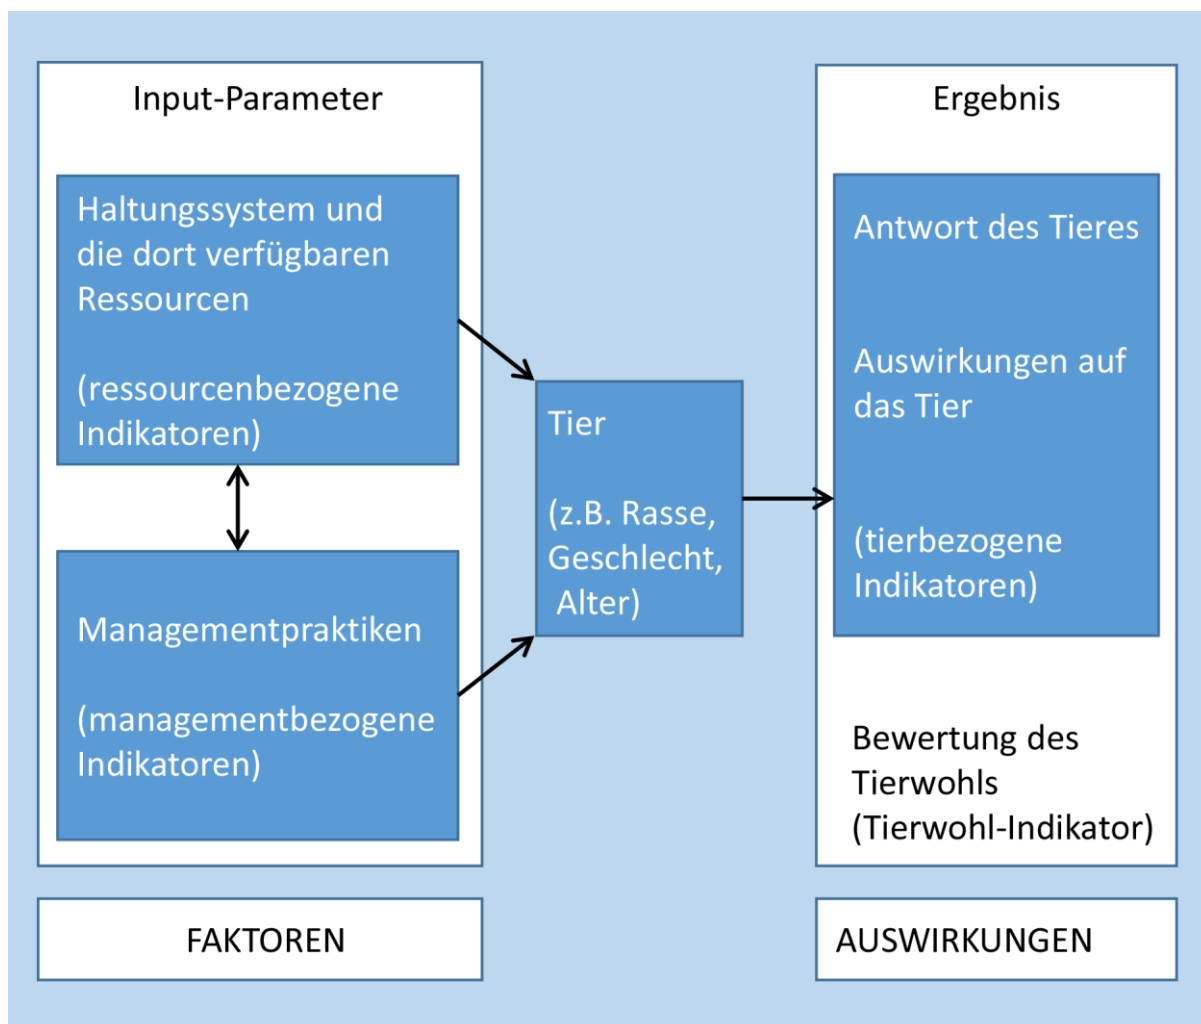 Input-Parameter
Haltungssystem und
die dort verfügbaren
Ressourcen
(ressourcenbezogene
Indikatoren)
Managementpraktiken
(managementbezogene
Indikatoren)
FAKTOREN
Tier
(z.B. Rasse,
Geschlecht,
Alter)
Ergebnis
Antwort des Tieres
Auswirkungen auf
das Tier
(tierbezogene
Indikatoren)
Bewertung des
Tierwohls
(Tierwohl-Indikator)
AUSWIRKUNGEN